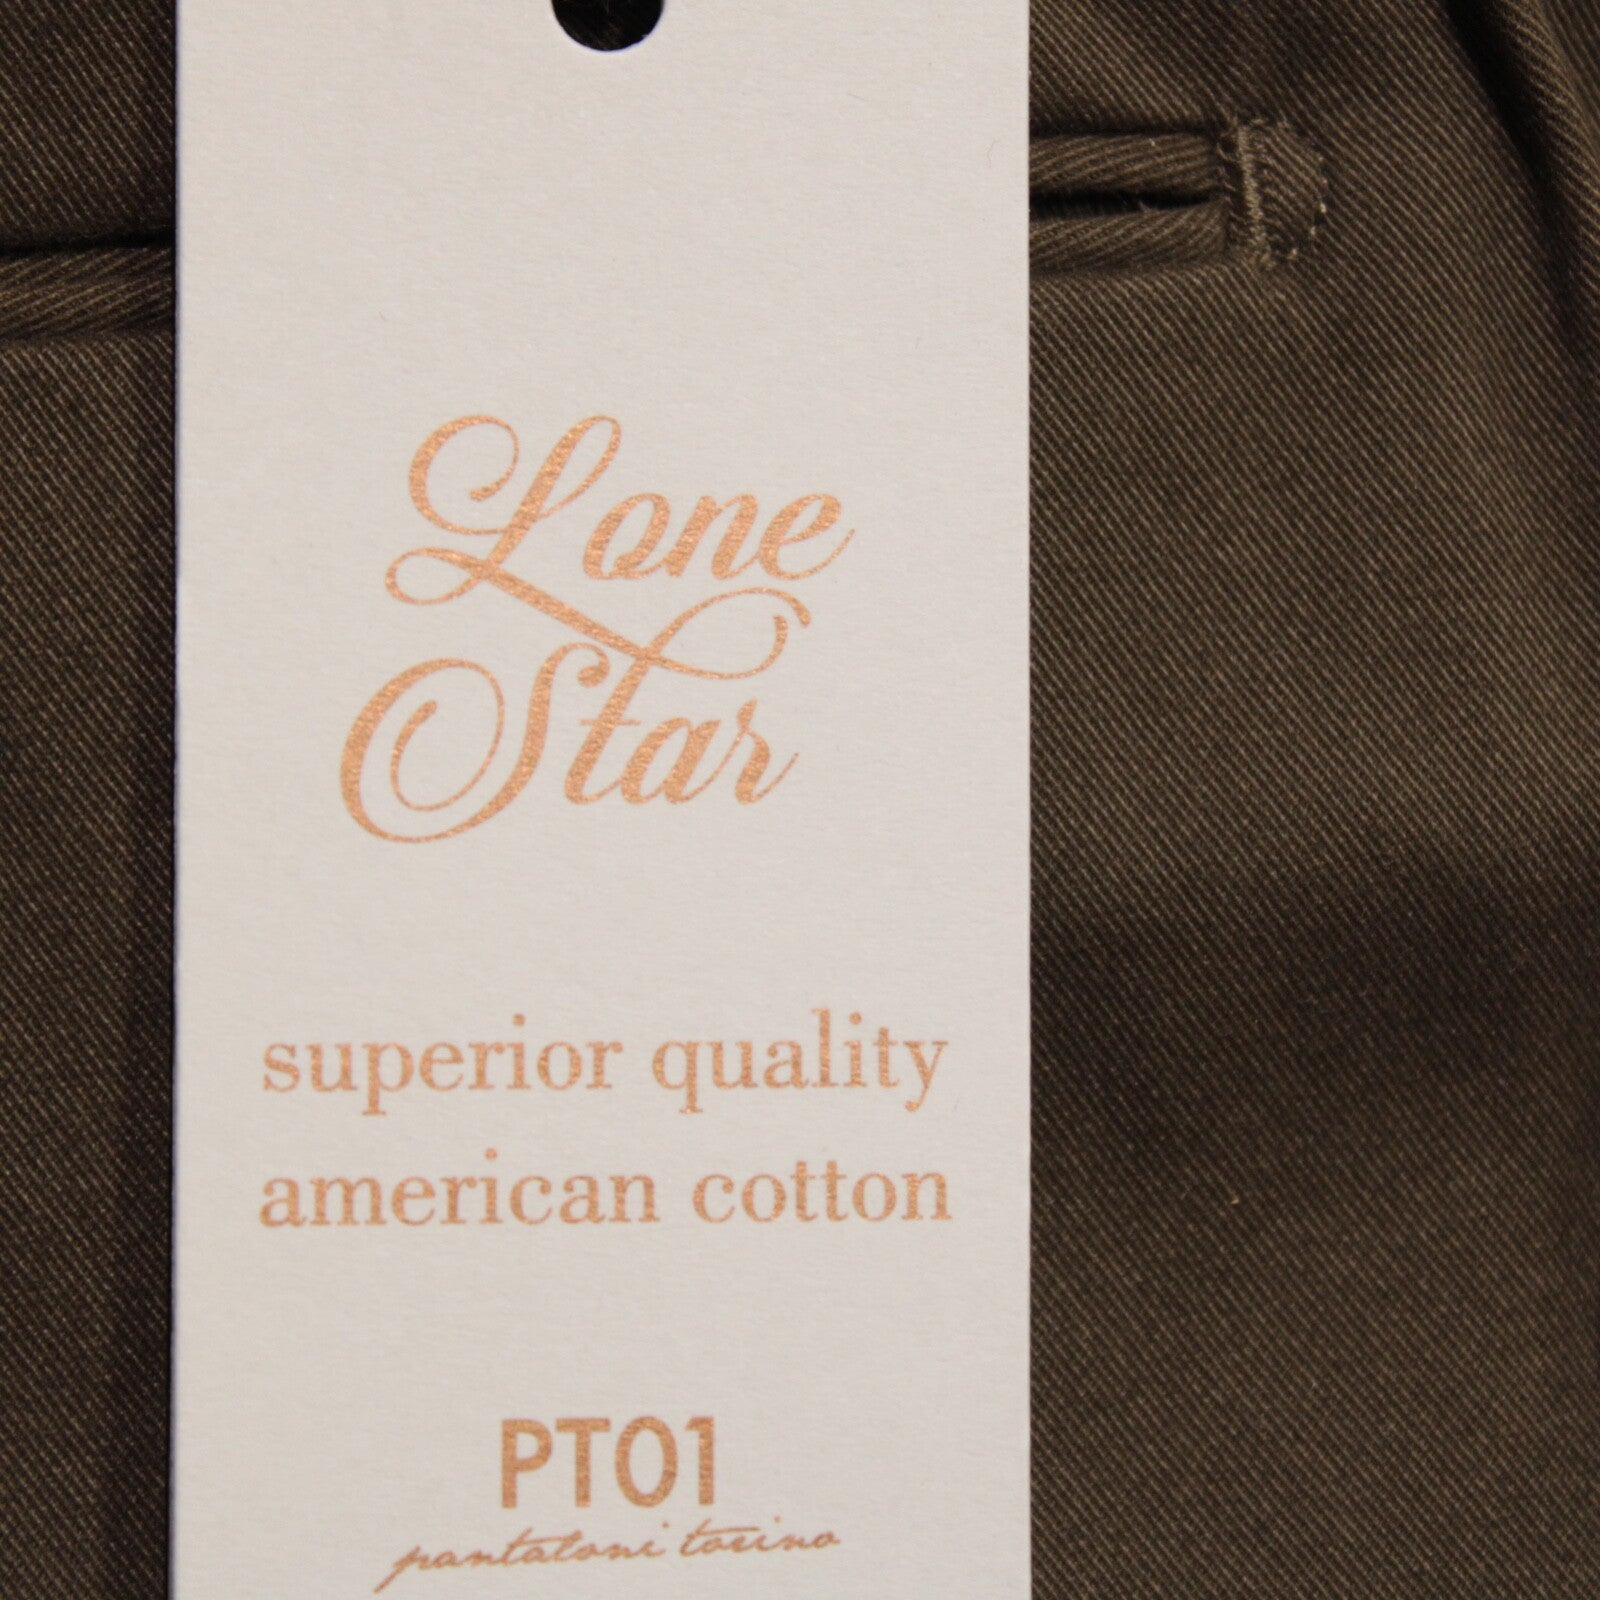 Lone
Star
superior quality
american cotton
PT01
pantaloni torino